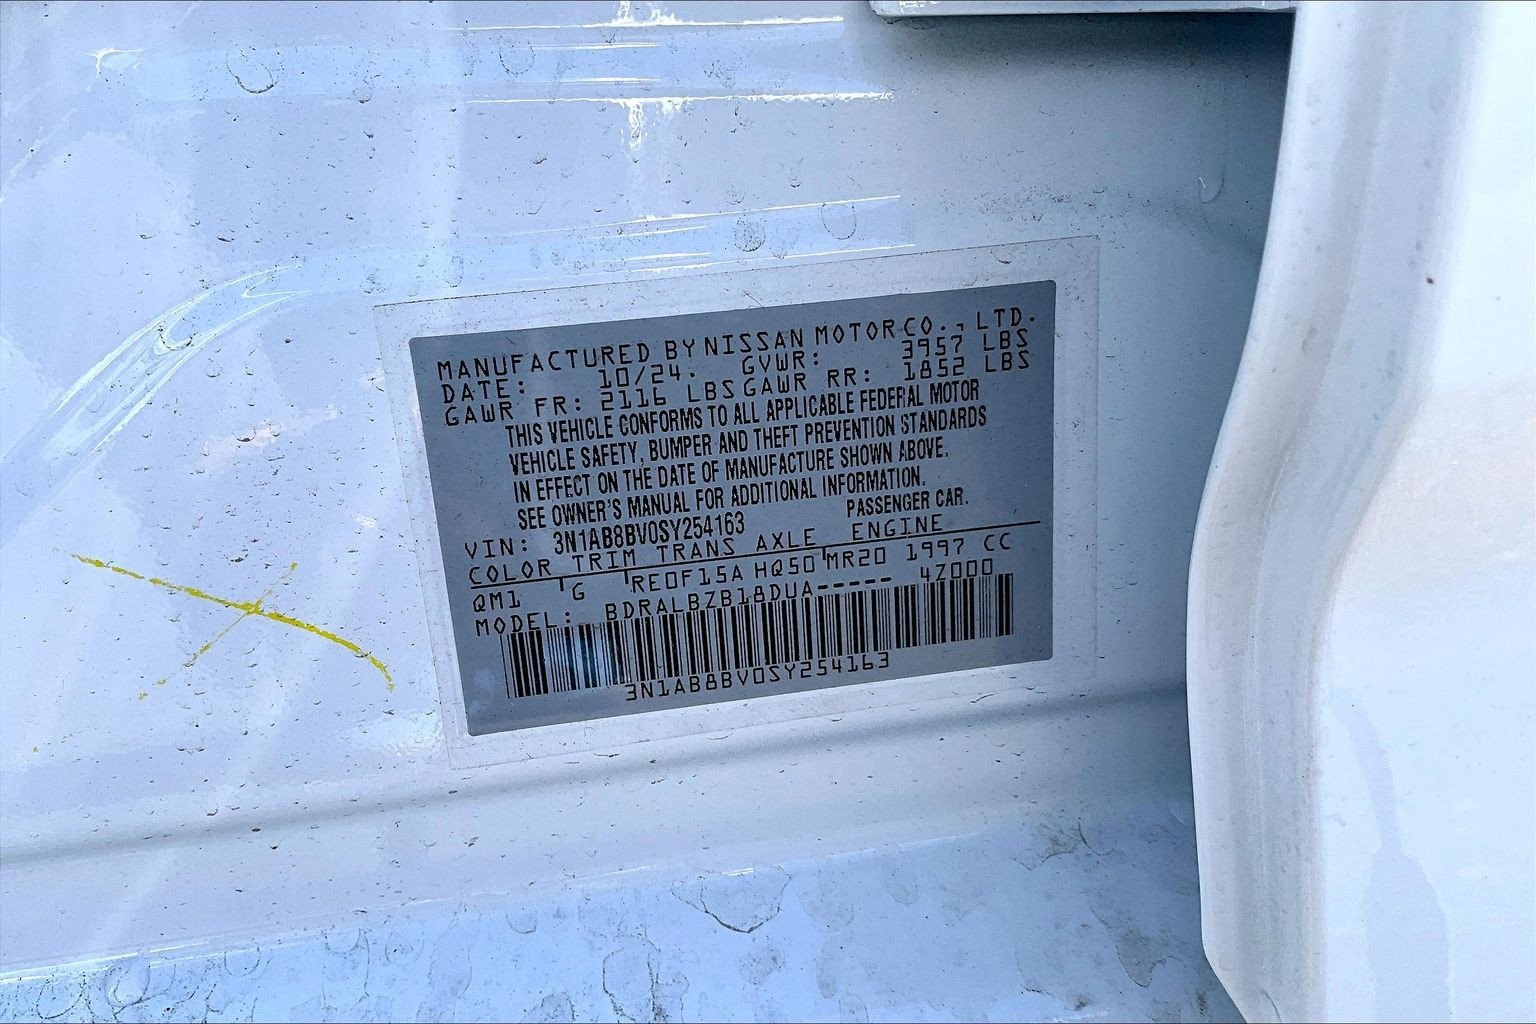 MANUFACTURED BY NISSAN MOTOR CO., LTD.
DATE: 10/24. GVWR: 3957 LBS
GAWR FR: 2116 LBS GAWR RR: 1852 LBS
THIS VEHICLE CONFORMS TO ALL APPLICABLE FEDERAL MOTOR
VEHICLE SAFETY, BUMPER AND THEFT PREVENTION STANDARDS
IN EFFECT ON THE DATE OF MANUFACTURE SHOWN ABOVE.
SEE OWNER'S MANUAL FOR ADDITIONAL INFORMATION.
VIN: 3N1AB8BV0SY254163 PASSENGER CAR.
COLOR TRIM TRANS AXLE ENGINE
QM1 G RE0F15A HQ50 MR20 1997 CC
MODEL: BDRALBZB18DUA----- 4Z000
3N1AB8BV0SY254163